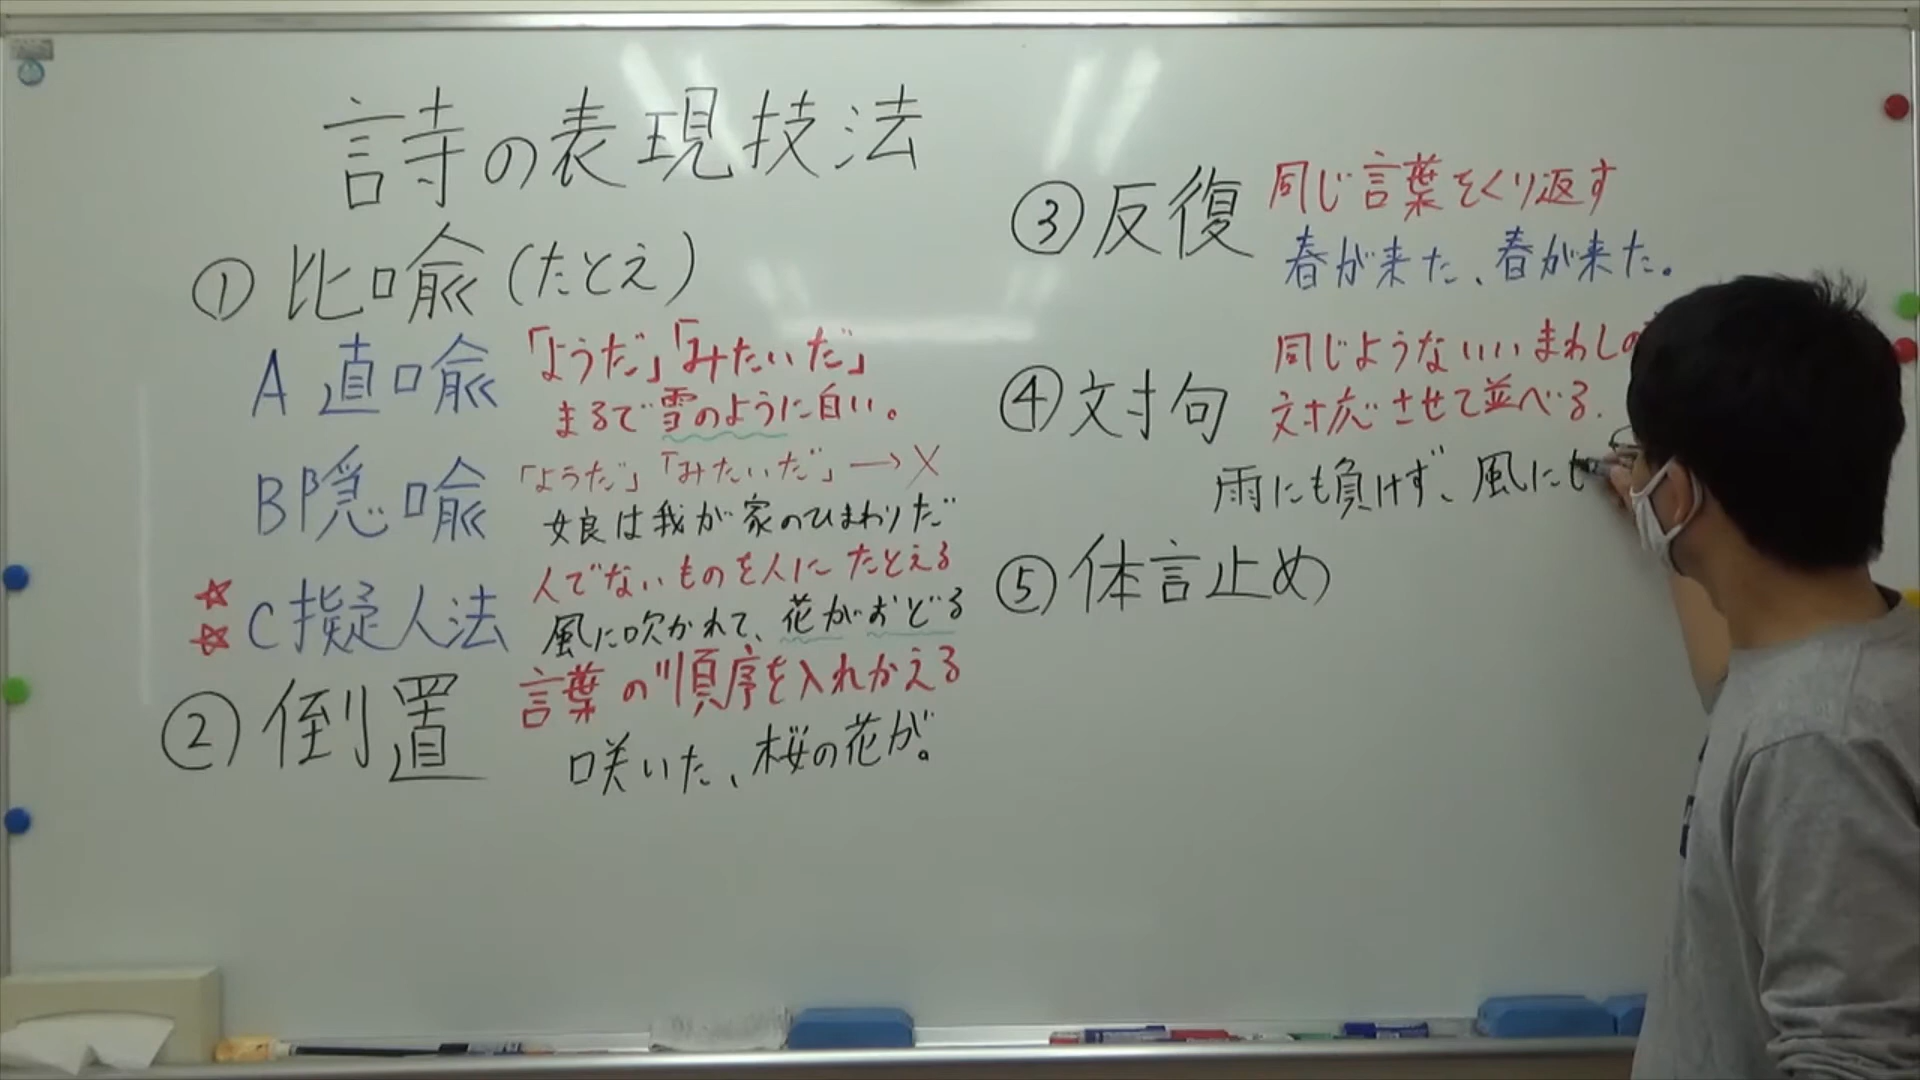 詩の表現技法
①比喩(たとえ)
A 直喩 「ようだ」「みたいだ」
まるで雪のように白い。
B 隠喩 「ようだ」「みたいだ」→X
娘は我が家のひまわりだ
☆☆ C 擬人法 人でないものを人にたとえる
風に吹かれて、花がおどる
②倒置 言葉の順序を入れかえる
咲いた、桜の花が。
③反復 同じ言葉をくり返す
春が来た、春が来た。
④対句 同じようないいまわしの
対応させて並べる.
雨にも負けず、風にも
⑤体言止め